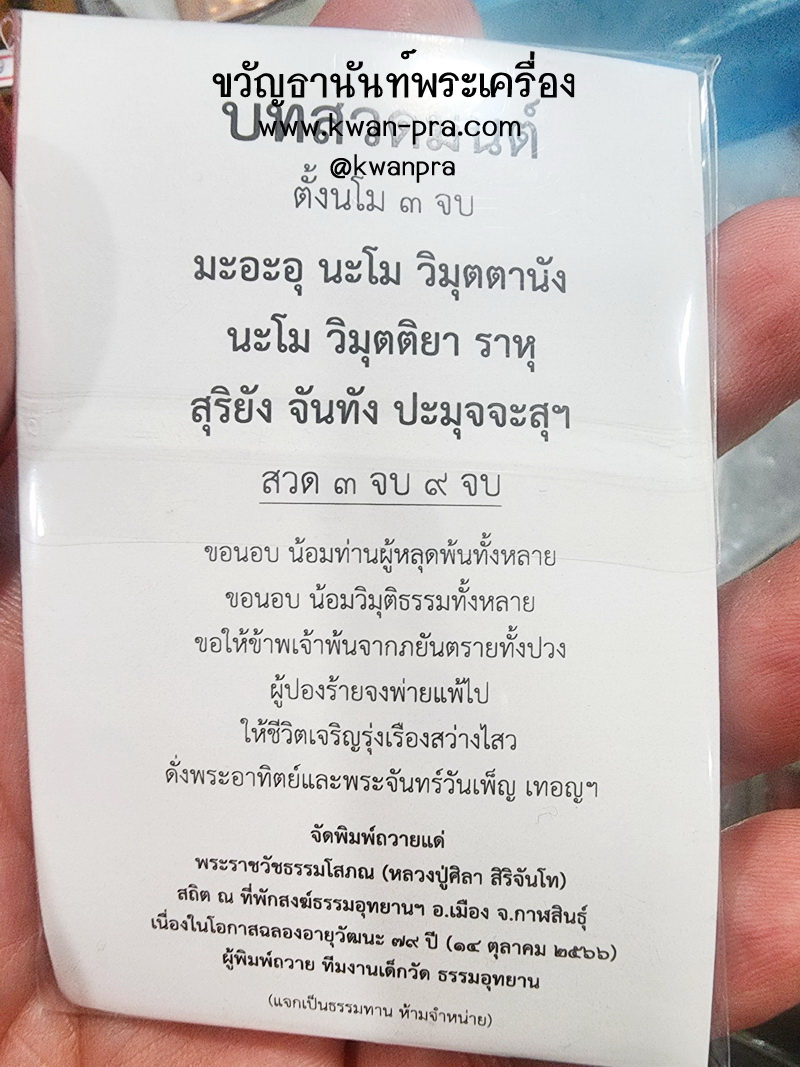 ขวัญธานันท์พระเครื่อง
บทสวดมนต์
www.kwan-pra.com
@kwanpra
ตั้งนโม ๓ จบ
มะอะอุ นะโม วิมุตตานัง
นะโม วิมุตติยา ราหุ
สุริยัง จันทัง ปะมุจจะสุฯ
สวด ๓ จบ ๙ จบ
ขอนอบ น้อมท่านผู้หลุดพ้นทั้งหลาย
ขอนอบ น้อมวิมุติธรรมทั้งหลาย
ขอให้ข้าพเจ้าพ้นจากภยันตรายทั้งปวง
ผู้ปองร้ายจงพ่ายแพ้ไป
ให้ชีวิตเจริญรุ่งเรืองสว่างไสว
ดั่งพระอาทิตย์และพระจันทร์วันเพ็ญ เทอญฯ
จัดพิมพ์ถวายแด่
พระราชวัชธรรมโสภณ (หลวงปู่ศิลา สิริจันโท)
สถิต ณ ที่พักสงฆ์ธรรมอุทยานฯ อ.เมือง จ.กาฬสินธุ์
เนื่องในโอกาสฉลองอายุวัฒนะ ๗๙ ปี (๑๔ ตุลาคม ๒๕๖๖)
ผู้พิมพ์ถวาย ทีมงานเด็กวัด ธรรมอุทยาน
(แจกเป็นธรรมทาน ห้ามจำหน่าย)